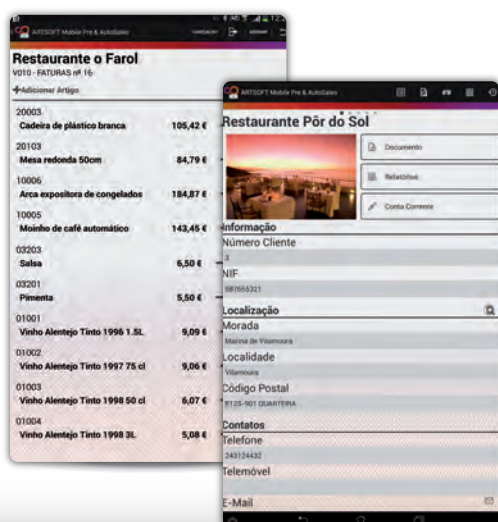 ARTSOFT Mobile Pre & AutoSales
Restaurante o Farol
V010 - FATURAS nº 16
+Adicionar Artigo
20003
Cadeira de plástico branca 105,42 €
20103
Mesa redonda 50cm 84,79 €
10006
Arca expositora de congelados 184,87 €
10005
Moinho de café automático 143,45 €
03203
Salsa 6,50 €
03201
Pimenta 5,50 €
01001
Vinho Alentejo Tinto 1996 1.5L 9,09 €
01002
Vinho Alentejo Tinto 1997 75 cl 9,06 €
01003
Vinho Alentejo Tinto 1998 50 cl 6,07 €
01004
Vinho Alentejo Tinto 1998 3L 5,08 €
ARTSOFT Mobile Pre & AutoSales
Restaurante Pôr do Sol
Documento
Relatórios
Conta Corrente
Informação
Número Cliente
3
NIF
987655321
Localização
Morada
Marina de Vilamoura
Localidade
Vilamoura
Código Postal
8125-901 QUARTEIRA
Contatos
Telefone
243124432
Telemóvel
E-Mail